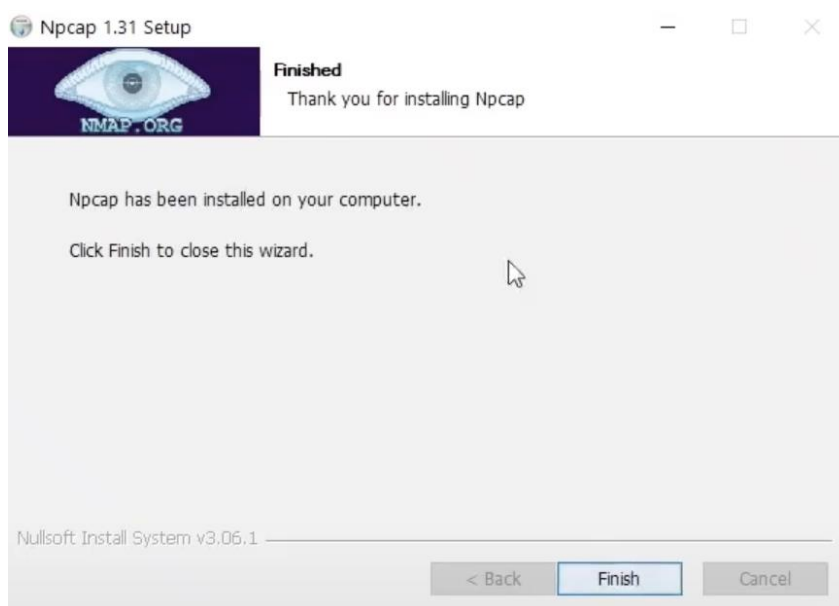 Npcap 1.31 Setup
NMAP.ORG
Finished
Thank you for installing Npcap
Npcap has been installed on your computer.
Click Finish to close this wizard.
Nullsoft Install System v3.06.1
< Back
Finish
Cancel